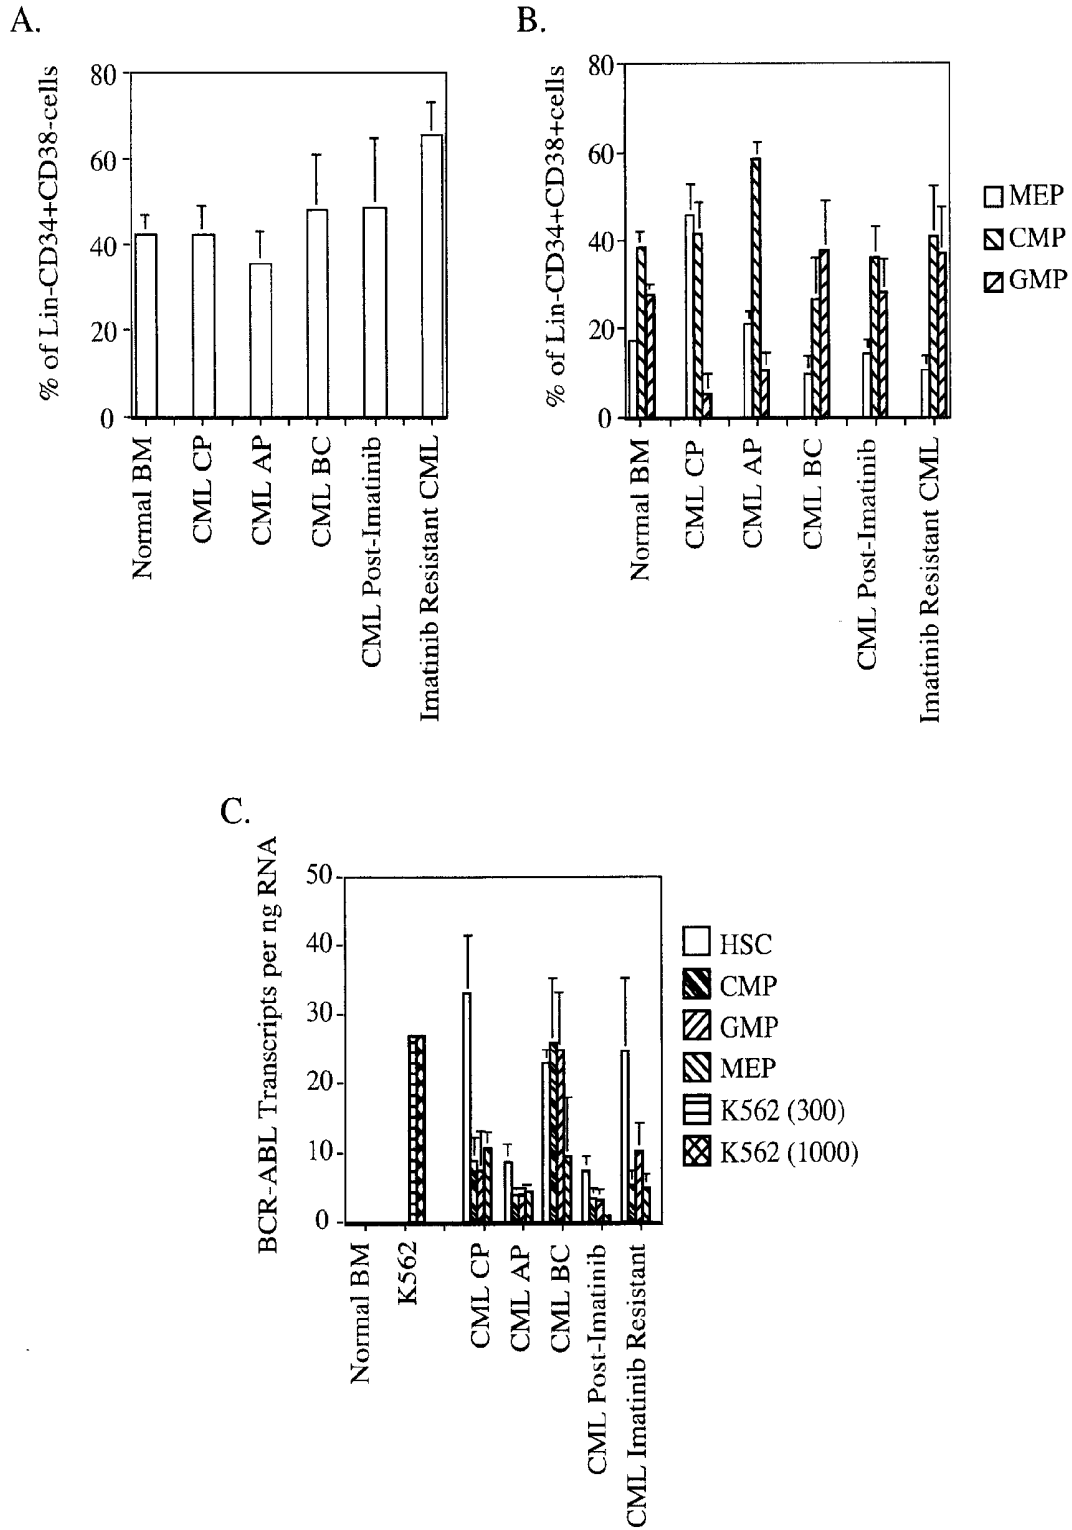 A.
% of Lin-CD34+CD38-cells
80
60
40
20
0
Normal BM
CML CP
CML AP
CML BC
CML Post-Imatinib
Imatinib Resistant CML
B.
% of Lin-CD34+CD38+cells
80
60
40
20
0
Normal BM
CML CP
CML AP
CML BC
CML Post-Imatinib
Imatinib Resistant CML
MEP
CMP
GMP
C.
BCR-ABL Transcripts per ng RNA
50
40
30
20
10
0
Normal BM
K562
CML CP
CML AP
CML BC
CML Post-Imatinib
CML Imatinib Resistant
HSC
CMP
GMP
MEP
K562 (300)
K562 (1000)